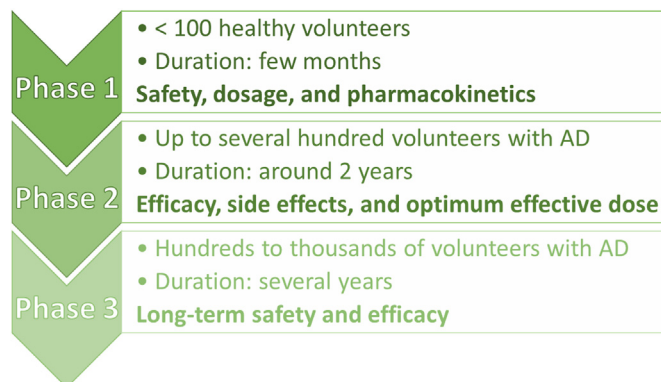 Phase 1
• < 100 healthy volunteers
• Duration: few months
Safety, dosage, and pharmacokinetics
Phase 2
• Up to several hundred volunteers with AD
• Duration: around 2 years
Efficacy, side effects, and optimum effective dose
Phase 3
• Hundreds to thousands of volunteers with AD
• Duration: several years
Long-term safety and efficacy